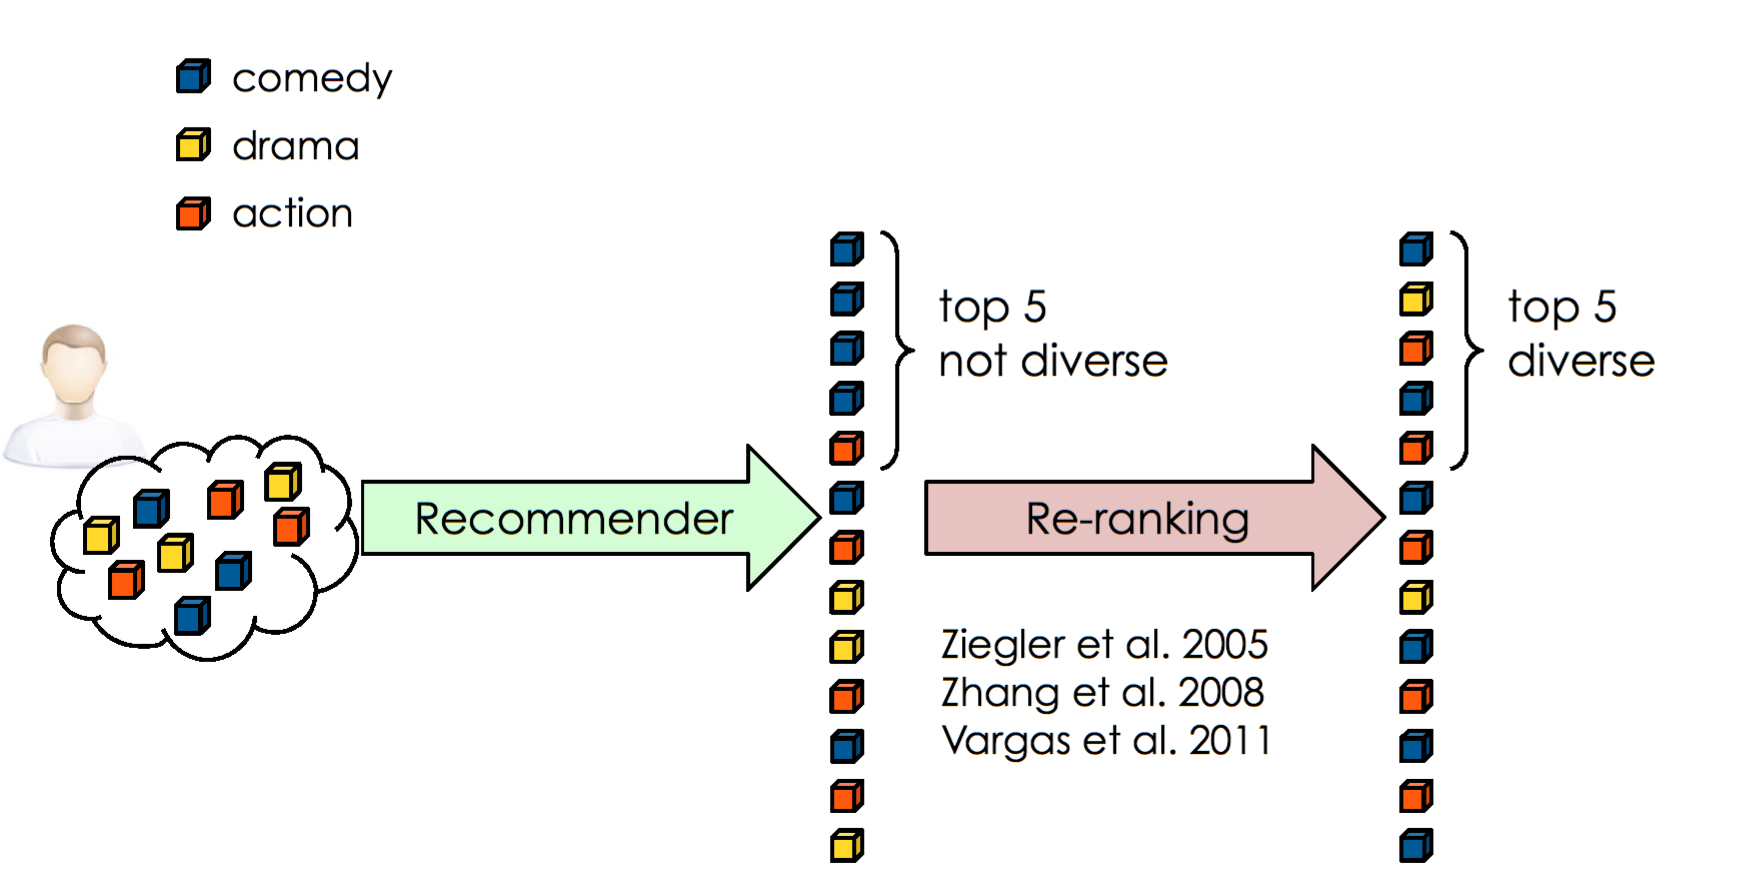 comedy
drama
action
top 5
not diverse
top 5
diverse
Recommender
Re-ranking
Ziegler et al. 2005
Zhang et al. 2008
Vargas et al. 2011